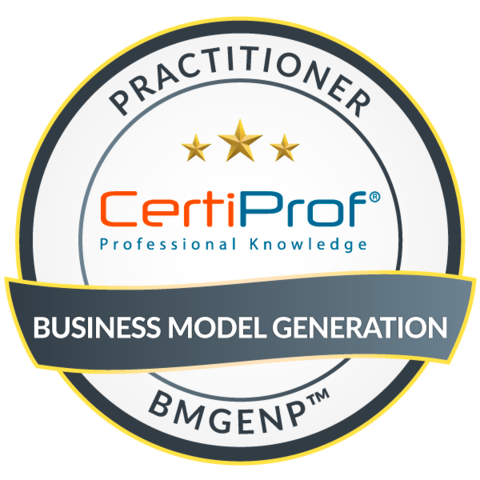 PRACTITIONER
CertiProf®
Professional Knowledge
BUSINESS MODEL GENERATION
BMGENP™